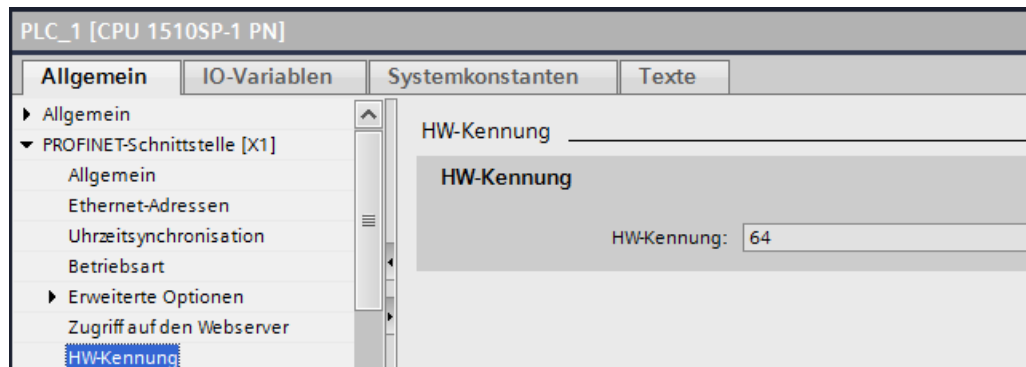 PLC_1 [CPU 1510SP-1 PN]
Allgemein IO-Variablen Systemkonstanten Texte
Allgemein
PROFINET-Schnittstelle [X1]
Allgemein
Ethernet-Adressen
Uhrzeitsynchronisation
Betriebsart
Erweiterte Optionen
Zugriff auf den Webserver
HW-Kennung
HW-Kennung
HW-Kennung
HW-Kennung: 64